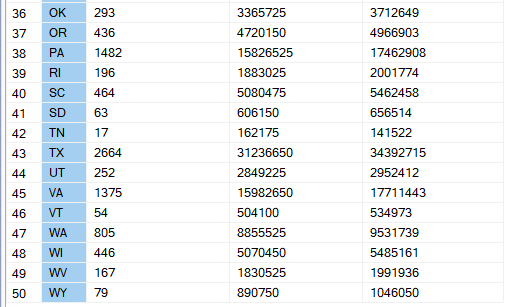 36 OK 293 3365725 3712649
37 OR 436 4720150 4966903
38 PA 1482 15826525 17462908
39 RI 196 1883025 2001774
40 SC 464 5080475 5462458
41 SD 63 606150 656514
42 TN 17 162175 141522
43 TX 2664 31236650 34392715
44 UT 252 2849225 2952412
45 VA 1375 15982650 17711443
46 VT 54 504100 534973
47 WA 805 8855525 9531739
48 WI 446 5070450 5485161
49 WV 167 1830525 1991936
50 WY 79 890750 1046050